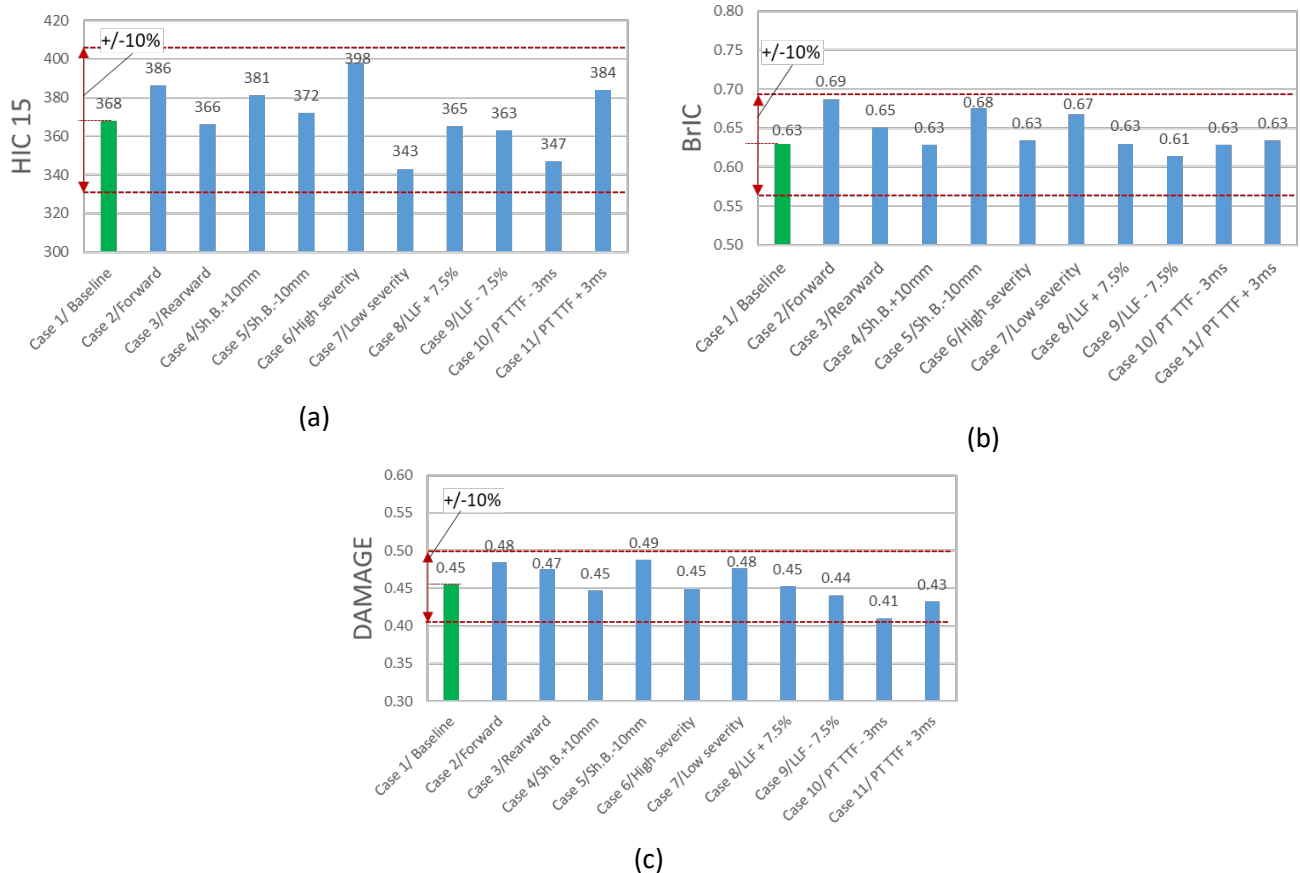 420
400
380
360
340
320
300
HIC 15
+/-10%
368
386
366
381
372
398
343
365
363
347
384
Case 1/ Baseline
Case 2/Forward
Case 3/Rearward
Case 4/Sh.B.+10mm
Case 5/Sh.B.-10mm
Case 6/High severity
Case 7/Low severity
Case 8/LLF + 7.5%
Case 9/LLF - 7.5%
Case 10/ PT TTF - 3ms
Case 11/ PT TTF + 3ms
(a)
0.80
0.75
0.70
0.65
0.60
0.55
0.50
BrIC
+/-10%
0.63
0.69
0.65
0.63
0.68
0.63
0.67
0.63
0.61
0.63
0.63
Case 1/ Baseline
Case 2/Forward
Case 3/Rearward
Case 4/Sh.B.+10mm
Case 5/Sh.B.-10mm
Case 6/High severity
Case 7/Low severity
Case 8/LLF + 7.5%
Case 9/LLF - 7.5%
Case 10/ PT TTF - 3ms
Case 11/ PT TTF + 3ms
(b)
0.60
0.55
0.50
0.45
0.40
0.35
0.30
DAMAGE
+/-10%
0.45
0.48
0.47
0.45
0.49
0.45
0.48
0.45
0.44
0.41
0.43
Case 1/ Baseline
Case 2/Forward
Case 3/Rearward
Case 4/Sh.B.+10mm
Case 5/Sh.B.-10mm
Case 6/High severity
Case 7/Low severity
Case 8/LLF + 7.5%
Case 9/LLF - 7.5%
Case 10/ PT TTF - 3ms
Case 11/ PT TTF + 3ms
(c)